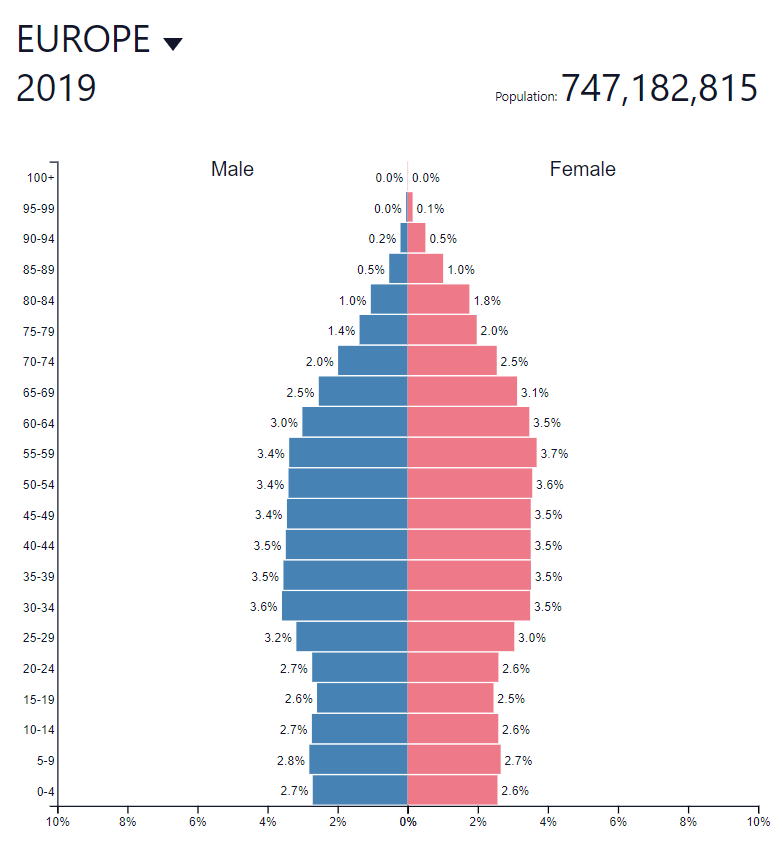 EUROPE
2019
Population: 747,182,815
Male Female
100+ 0.0% 0.0%
95-99 0.0% 0.1%
90-94 0.2% 0.5%
85-89 0.5% 1.0%
80-84 1.0% 1.8%
75-79 1.4% 2.0%
70-74 2.0% 2.5%
65-69 2.5% 3.1%
60-64 3.0% 3.5%
55-59 3.4% 3.7%
50-54 3.4% 3.6%
45-49 3.4% 3.5%
40-44 3.5% 3.5%
35-39 3.5% 3.5%
30-34 3.6% 3.5%
25-29 3.2% 3.0%
20-24 2.7% 2.6%
15-19 2.6% 2.5%
10-14 2.7% 2.6%
5-9 2.8% 2.7%
0-4 2.7% 2.6%
10% 8% 6% 4% 2% 0% 2% 4% 6% 8% 10%